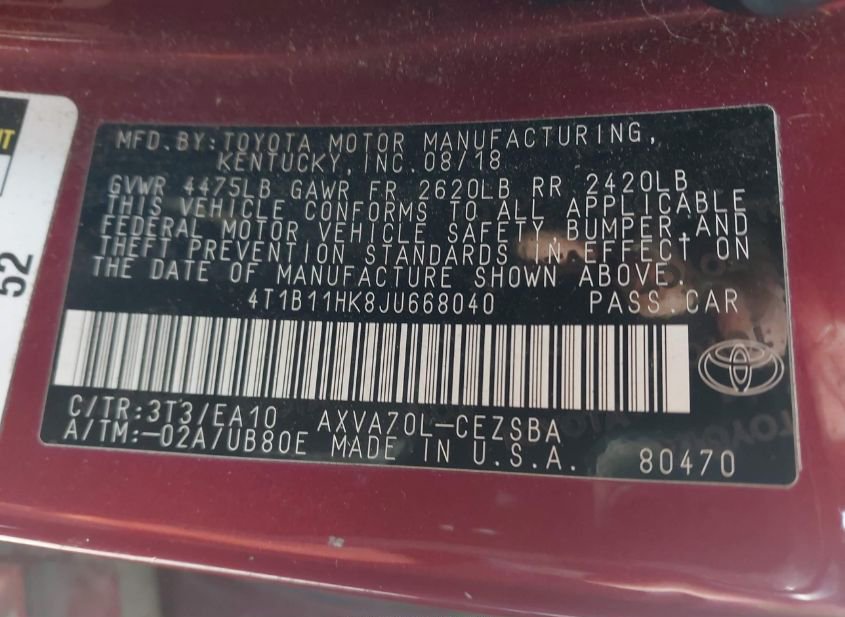 MFD.BY:TOYOTA MOTOR MANUFACTURING,
KENTUCKY,INC.08/18
GVWR 4475LB GAWR FR 2620LB RR 2420LB
THIS VEHICLE CONFORMS TO ALL APPLICABLE
FEDERAL MOTOR VEHICLE SAFETY,BUMPER,AND
THEFT PREVENTION STANDARDS IN EFFECT ON
THE DATE OF MANUFACTURE SHOWN ABOVE.
4T1B11HK8JU668040 PASS.CAR
C/TR:3T3/EA10 AXVA70L-CEZSBA
A/TM:-02A/UB80E MADE IN U.S.A. 80470
52